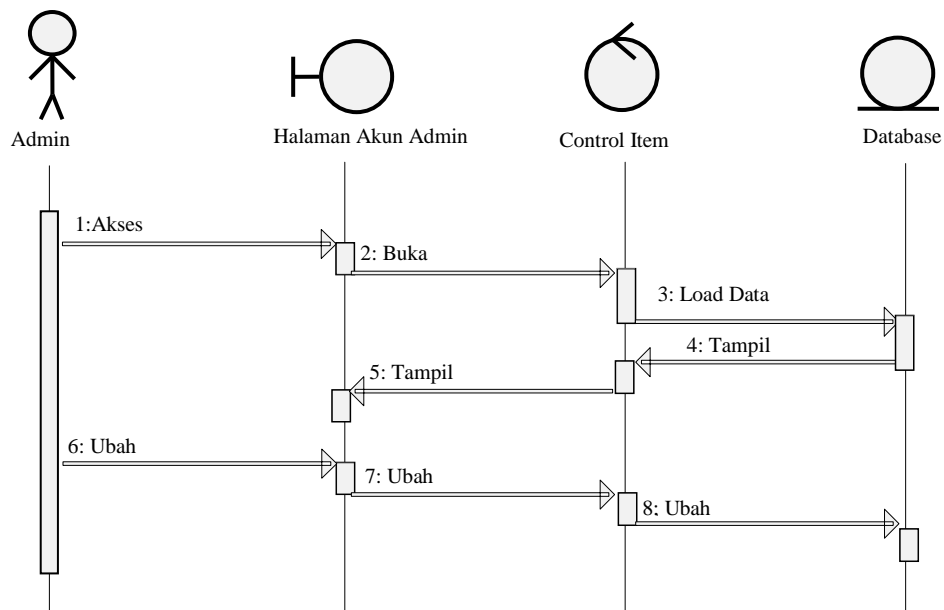 Admin
Halaman Akun Admin
Control Item
Database
1:Akses
2: Buka
3: Load Data
4: Tampil
5: Tampil
6: Ubah
7: Ubah
8; Ubah